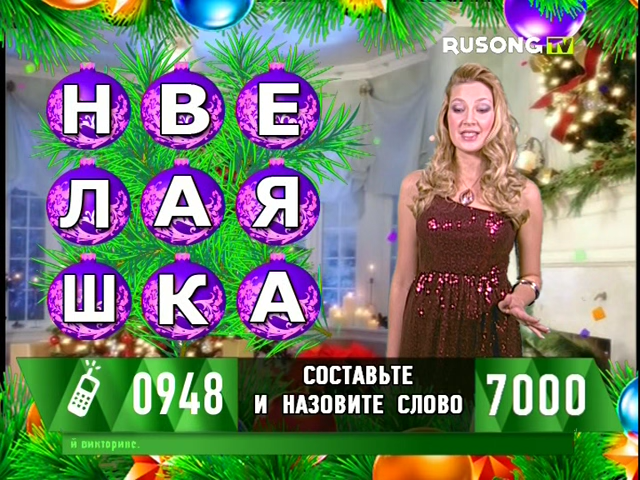 RUSONG TV
Н В Е
Л А Я
Ш К А
0948
СОСТАВЬТЕ
И НАЗОВИТЕ СЛОВО
7000
й викторине.